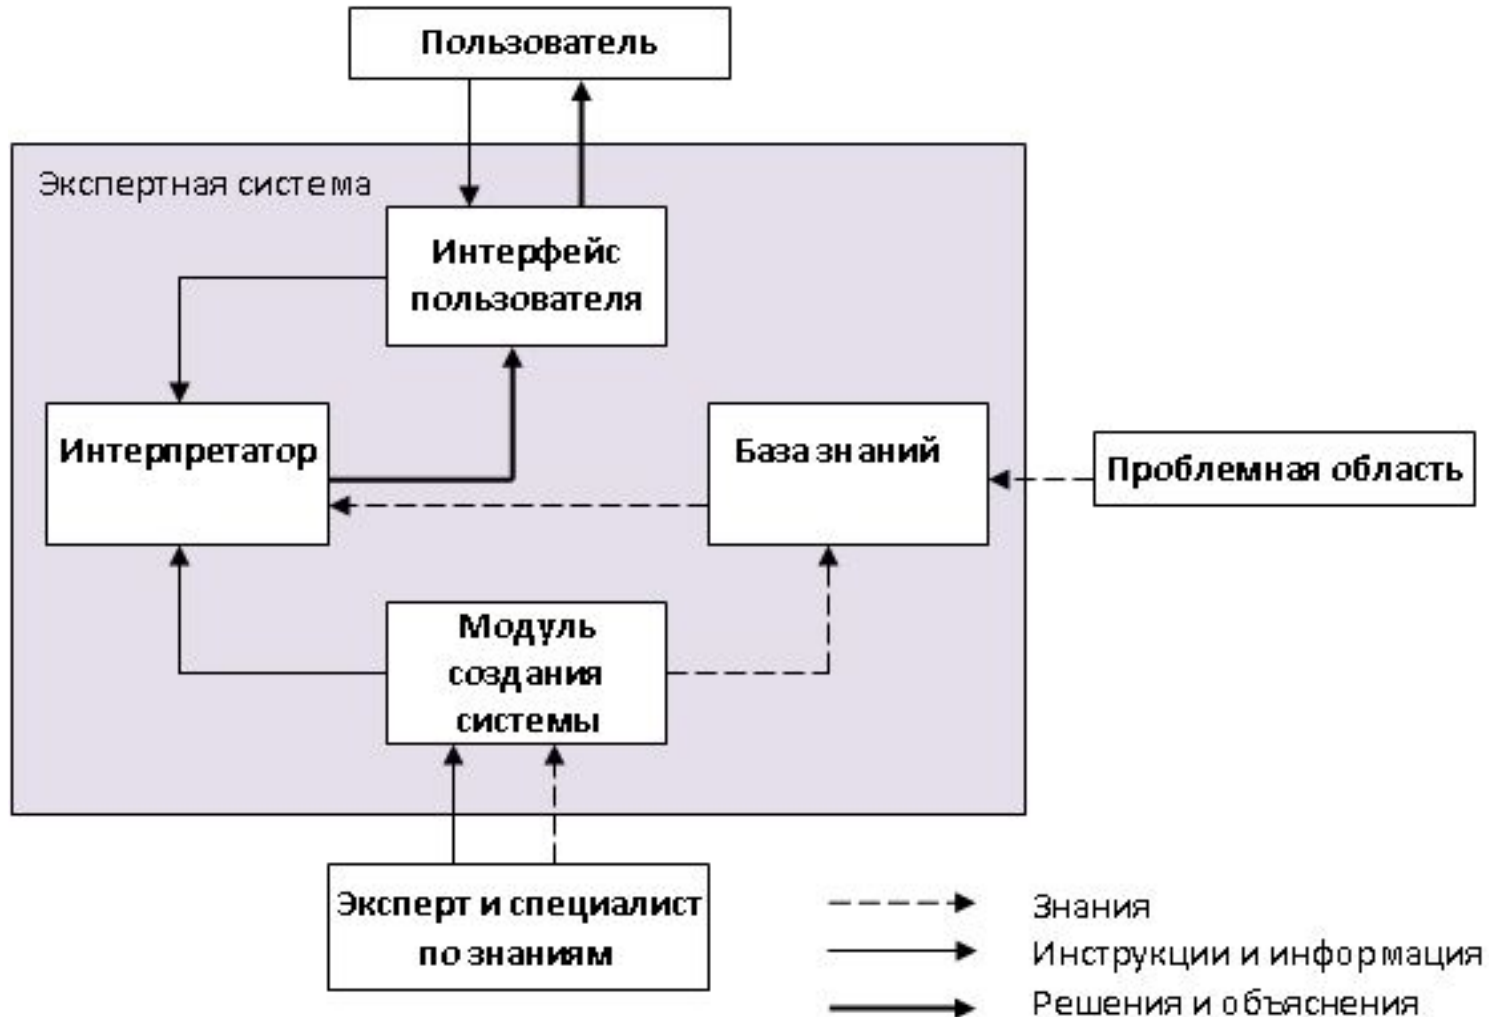 Пользователь
Экспертная система
Интерфейс
пользователя
Интерпретатор
База знаний
Проблемная область
Модуль
создания
системы
Эксперт и специалист
по знаниям
Знания
Инструкции и информация
Решения и объяснения